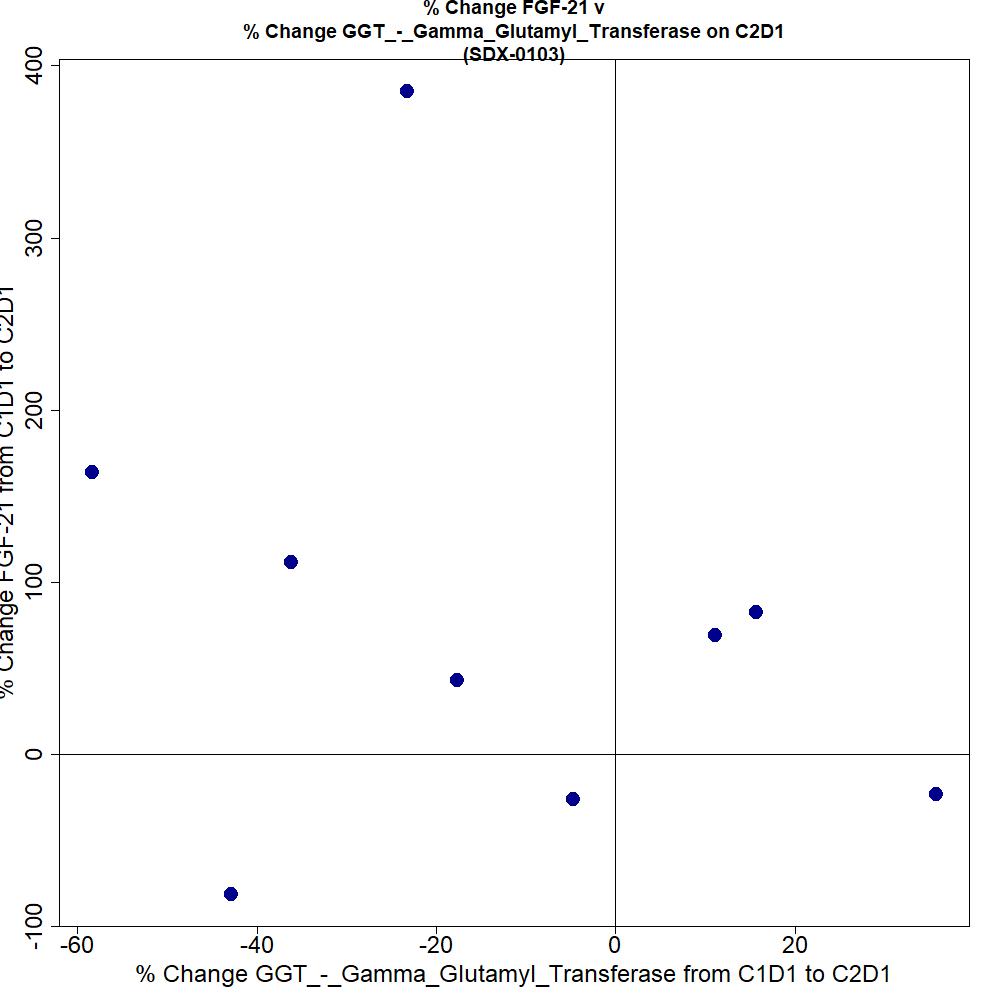 % Change FGF-21 v
% Change GGT_-_Gamma_Glutamyl_Transferase on C2D1
(SDX-0103)
400
300
200
100
0
-100
% Change FGF-21 from C1D1 to C2D1
-60 -40 -20 0 20
% Change GGT_-_Gamma_Glutamyl_Transferase from C1D1 to C2D1